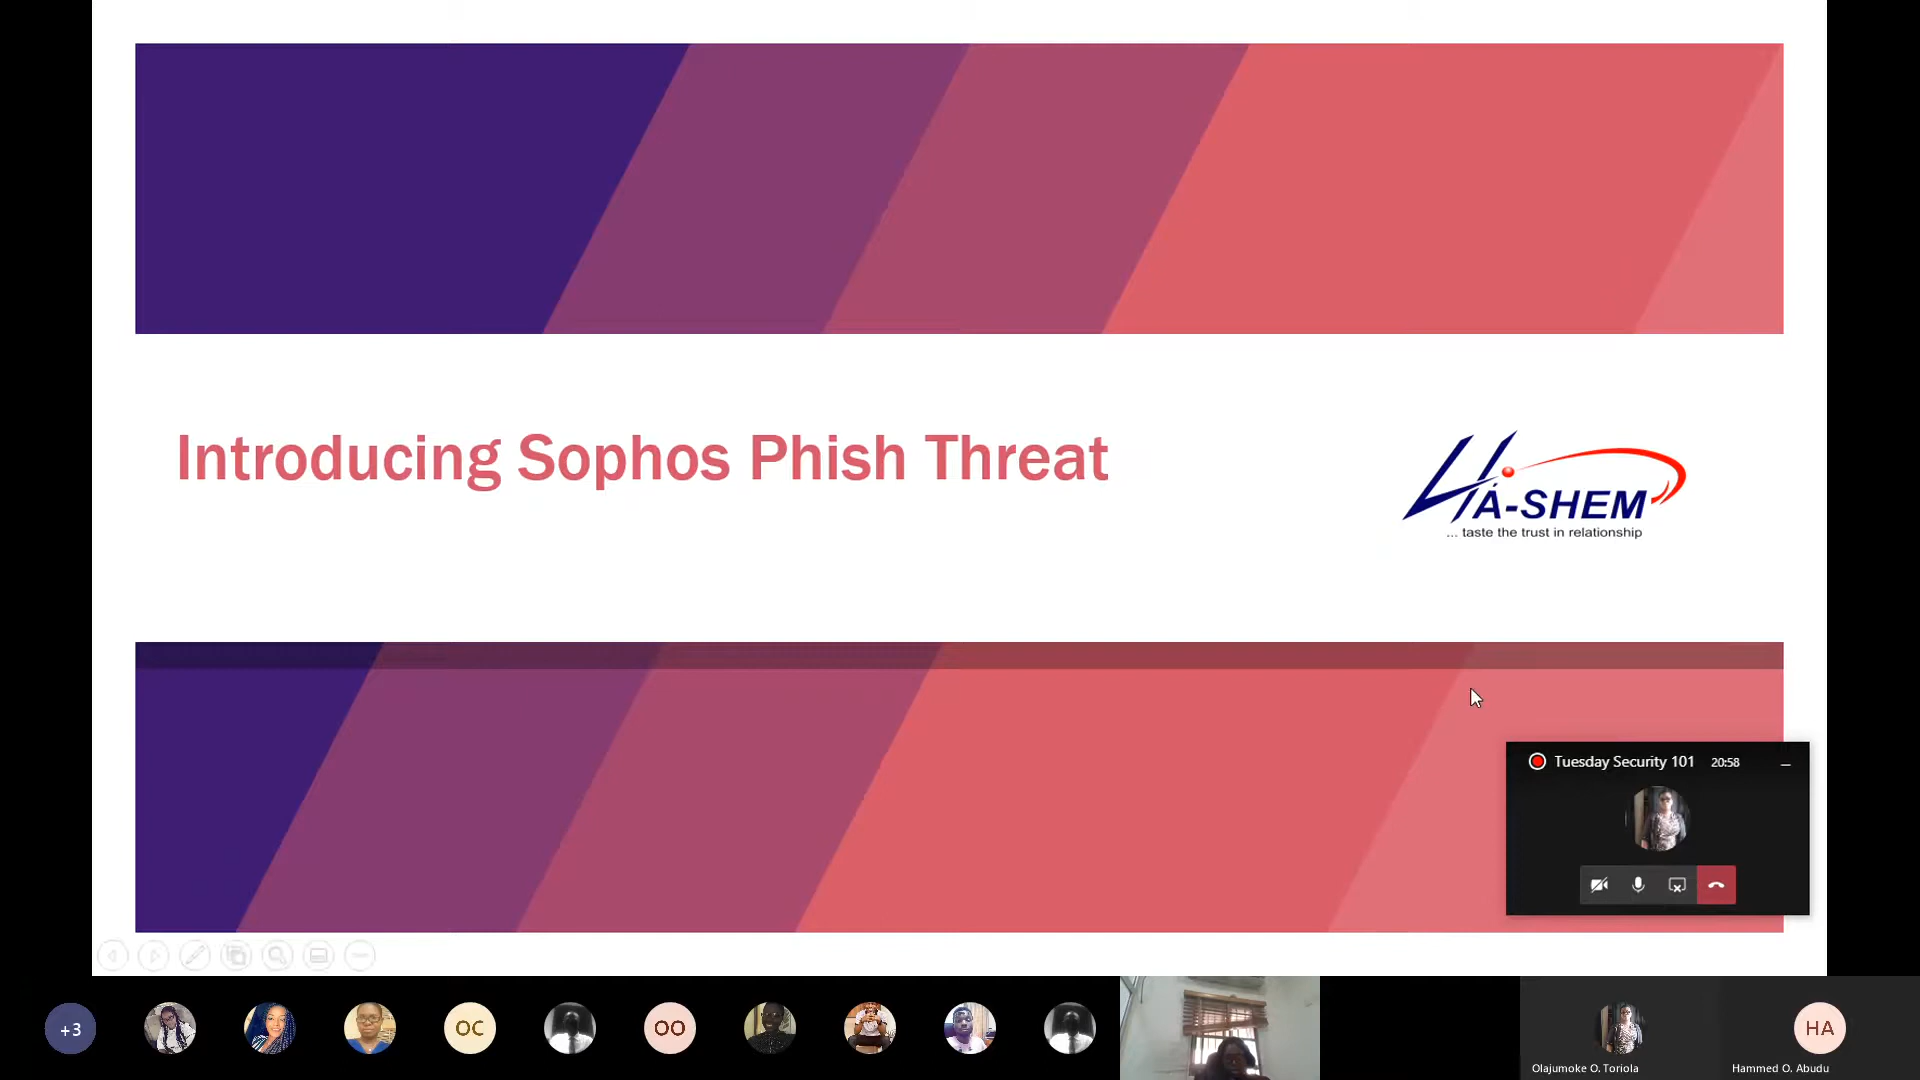 Introducing Sophos Phish Threat
HA-SHEM
... taste the trust in relationship
Tuesday Security 101 20:58
+3
OC
OO
HA
Olajumoke O. Toriola
Hammed O. Abudu